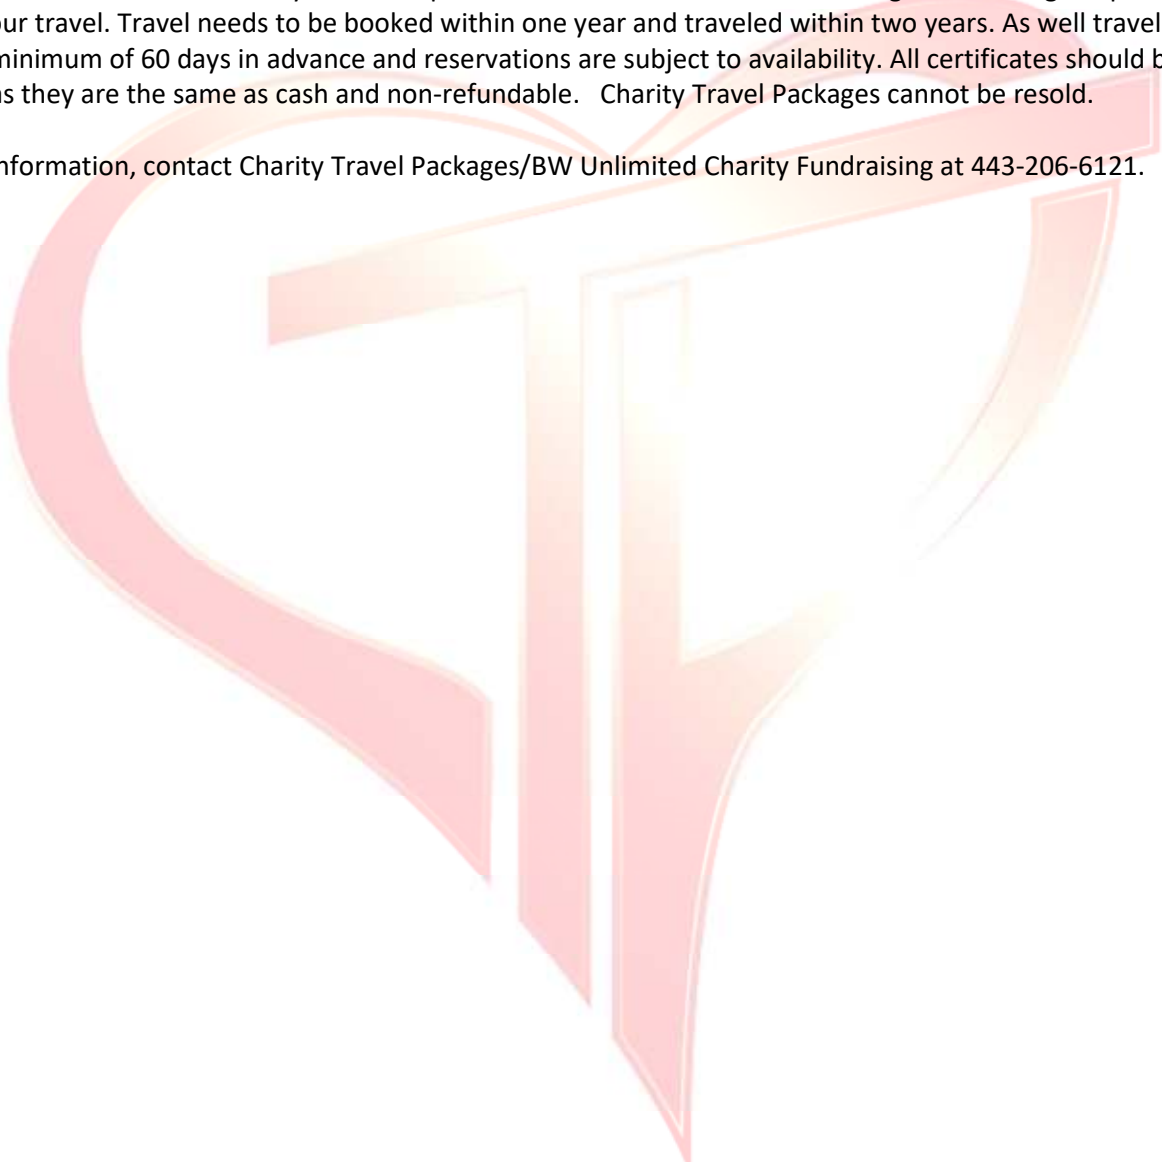 our travel. Travel needs to be booked within one year and traveled within two years. As well travel
minimum of 60 days in advance and reservations are subject to availability. All certificates should b
as they are the same as cash and non-refundable. Charity Travel Packages cannot be resold.
nformation, contact Charity Travel Packages/BW Unlimited Charity Fundraising at 443-206-6121.